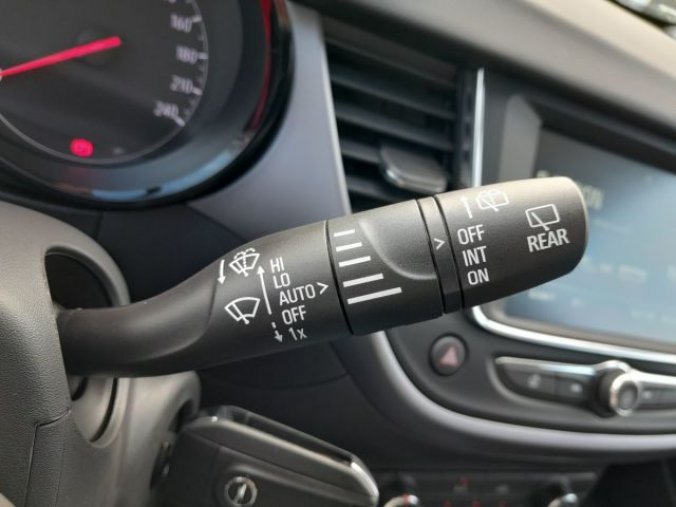 160
180
210
240
HI
LO
AUTO >
OFF
1x
>
OFF
INT
ON
REAR